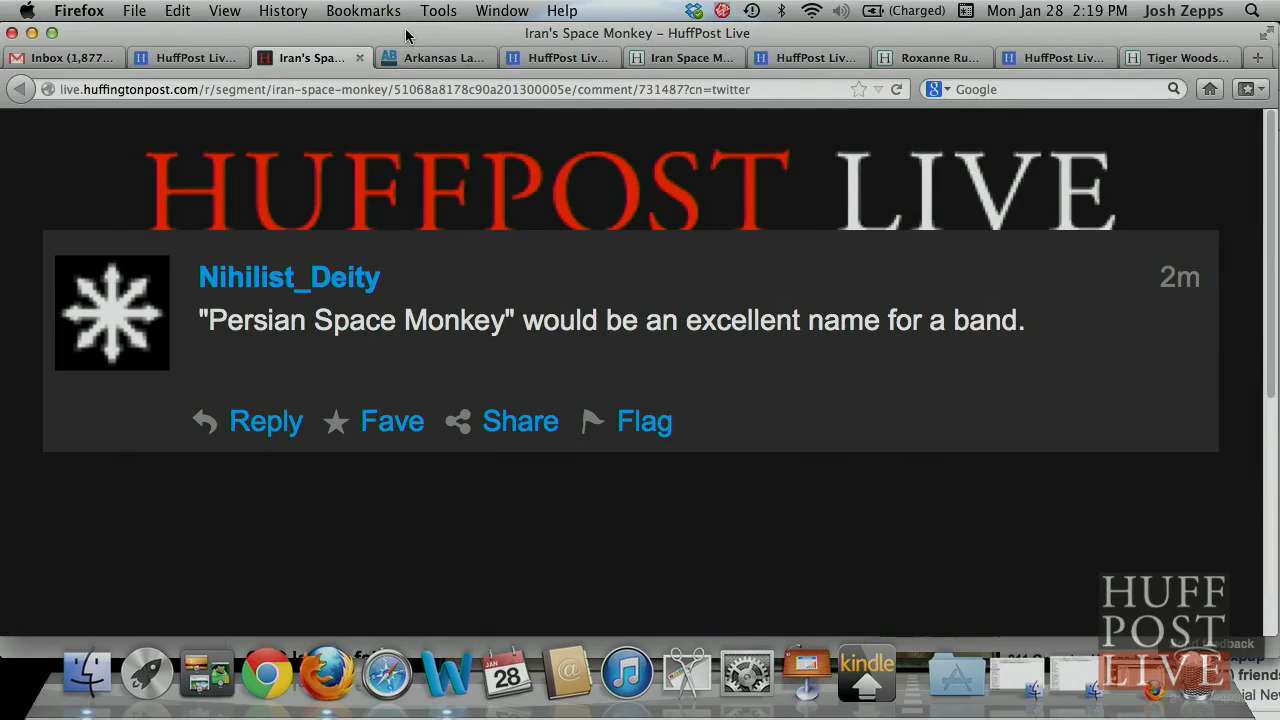 Firefox File Edit View History Bookmarks Tools Window Help (Charged) Mon Jan 28 2:19 PM Josh Zepps
Iran's Space Monkey – HuffPost Live
Inbox (1,877... HuffPost Liv... Iran's Spa... Arkansas La... HuffPost Liv... Iran Space M... HuffPost Liv... Roxanne Ru... HuffPost Liv... Tiger Woods...
live.huffingtonpost.com/r/segment/iran-space-monkey/51068a8178c90a201300005e/comment/731487?cn=twitter Google
HUFFPOST LIVE
Nihilist_Deity 2m
"Persian Space Monkey" would be an excellent name for a band.
Reply Fave Share Flag
HUFF
POST
LIVE
JAN
28
kindle